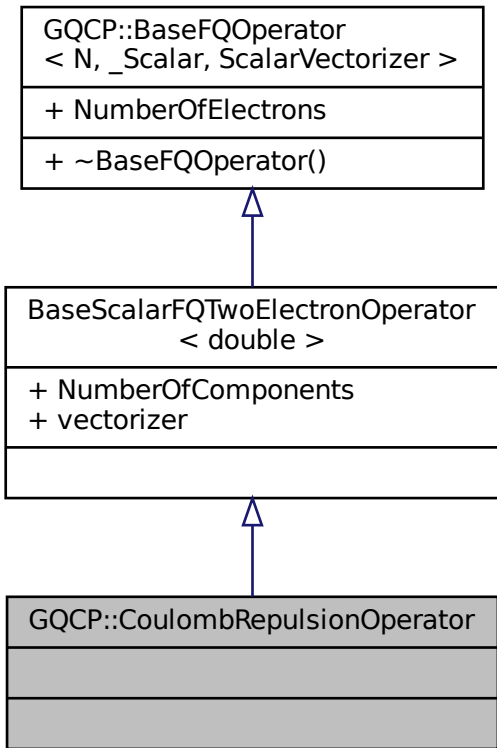 GQCP::BaseFQOperator
< N, _Scalar, ScalarVectorizer >
+ NumberOfElectrons
+ ~BaseFQOperator()
BaseScalarFQTwoElectronOperator
< double >
+ NumberOfComponents
+ vectorizer
GQCP::CoulombRepulsionOperator